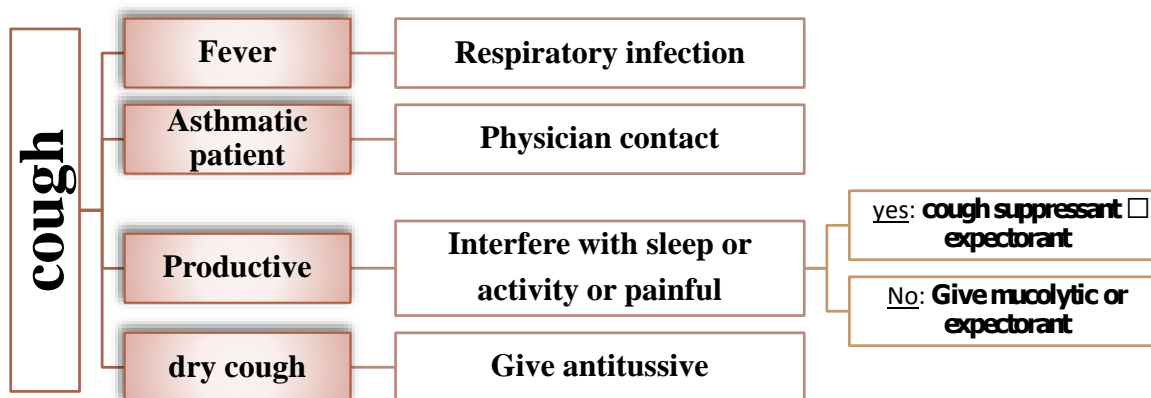 cough
Fever
Respiratory infection
Asthmatic
patient
Physician contact
Productive
Interfere with sleep or
activity or painful
yes: cough suppressant □
expectorant
No: Give mucolytic or
expectorant
dry cough
Give antitussive